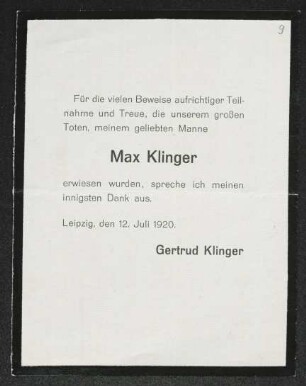 9
Für die vielen Beweise aufrichtiger Teil-
nahme und Treue, die unserem großen
Toten, meinem geliebten Manne
Max Klinger
erwiesen wurden, spreche ich meinen
innigsten Dank aus.
Leipzig, den 12. Juli 1920.
Gertrud Klinger